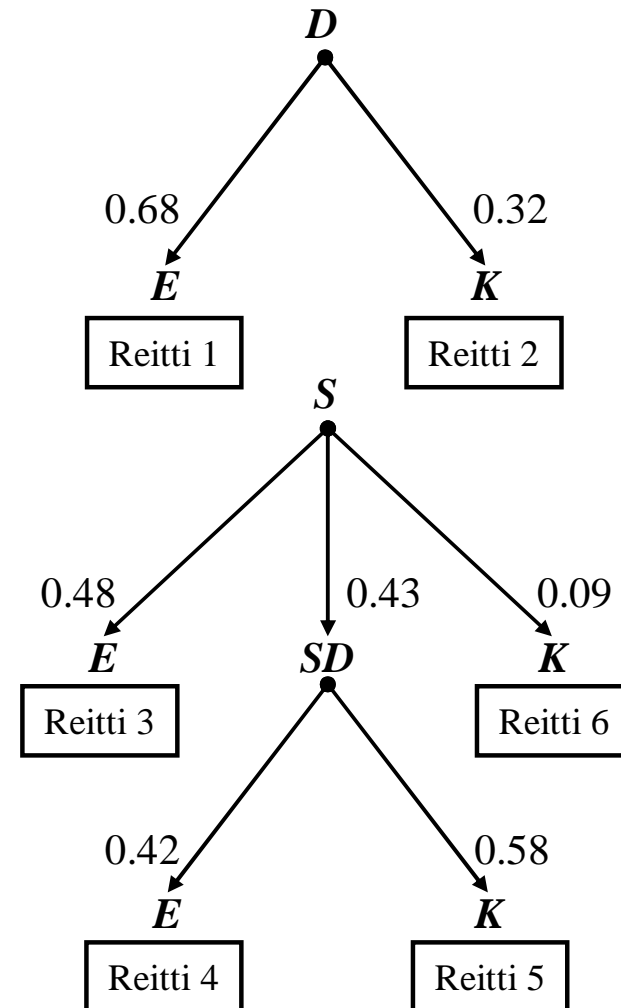 D
0.68 0.32
E K
Reitti 1 Reitti 2
S
0.48 0.43 0.09
E SD K
Reitti 3 Reitti 6
0.42 0.58
E K
Reitti 4 Reitti 5